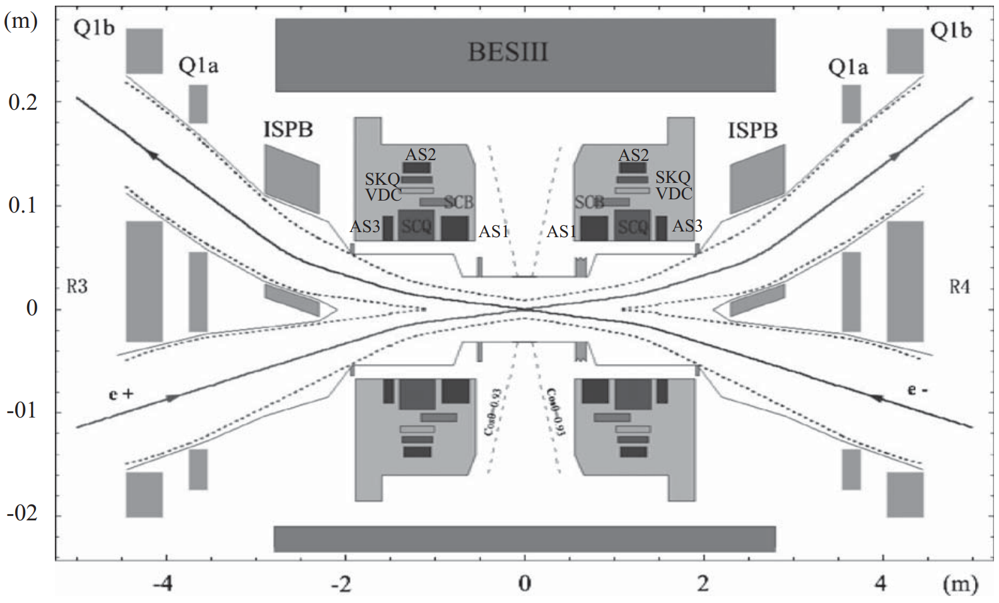 (m)
Q1b
Q1b
BESIII
Q1a
Q1a
0.2
ISPB
ISPB
AS2
AS2
SKQ
SKQ
VDC
VDC
0.1
SCB
SCB
AS3
SCQ
AS1
AS1
SCQ
AS3
R3
R4
0
e +
e -
Cosθ=0.93
Cosθ=0.93
-01
-02
-4
-2
0
2
4
(m)